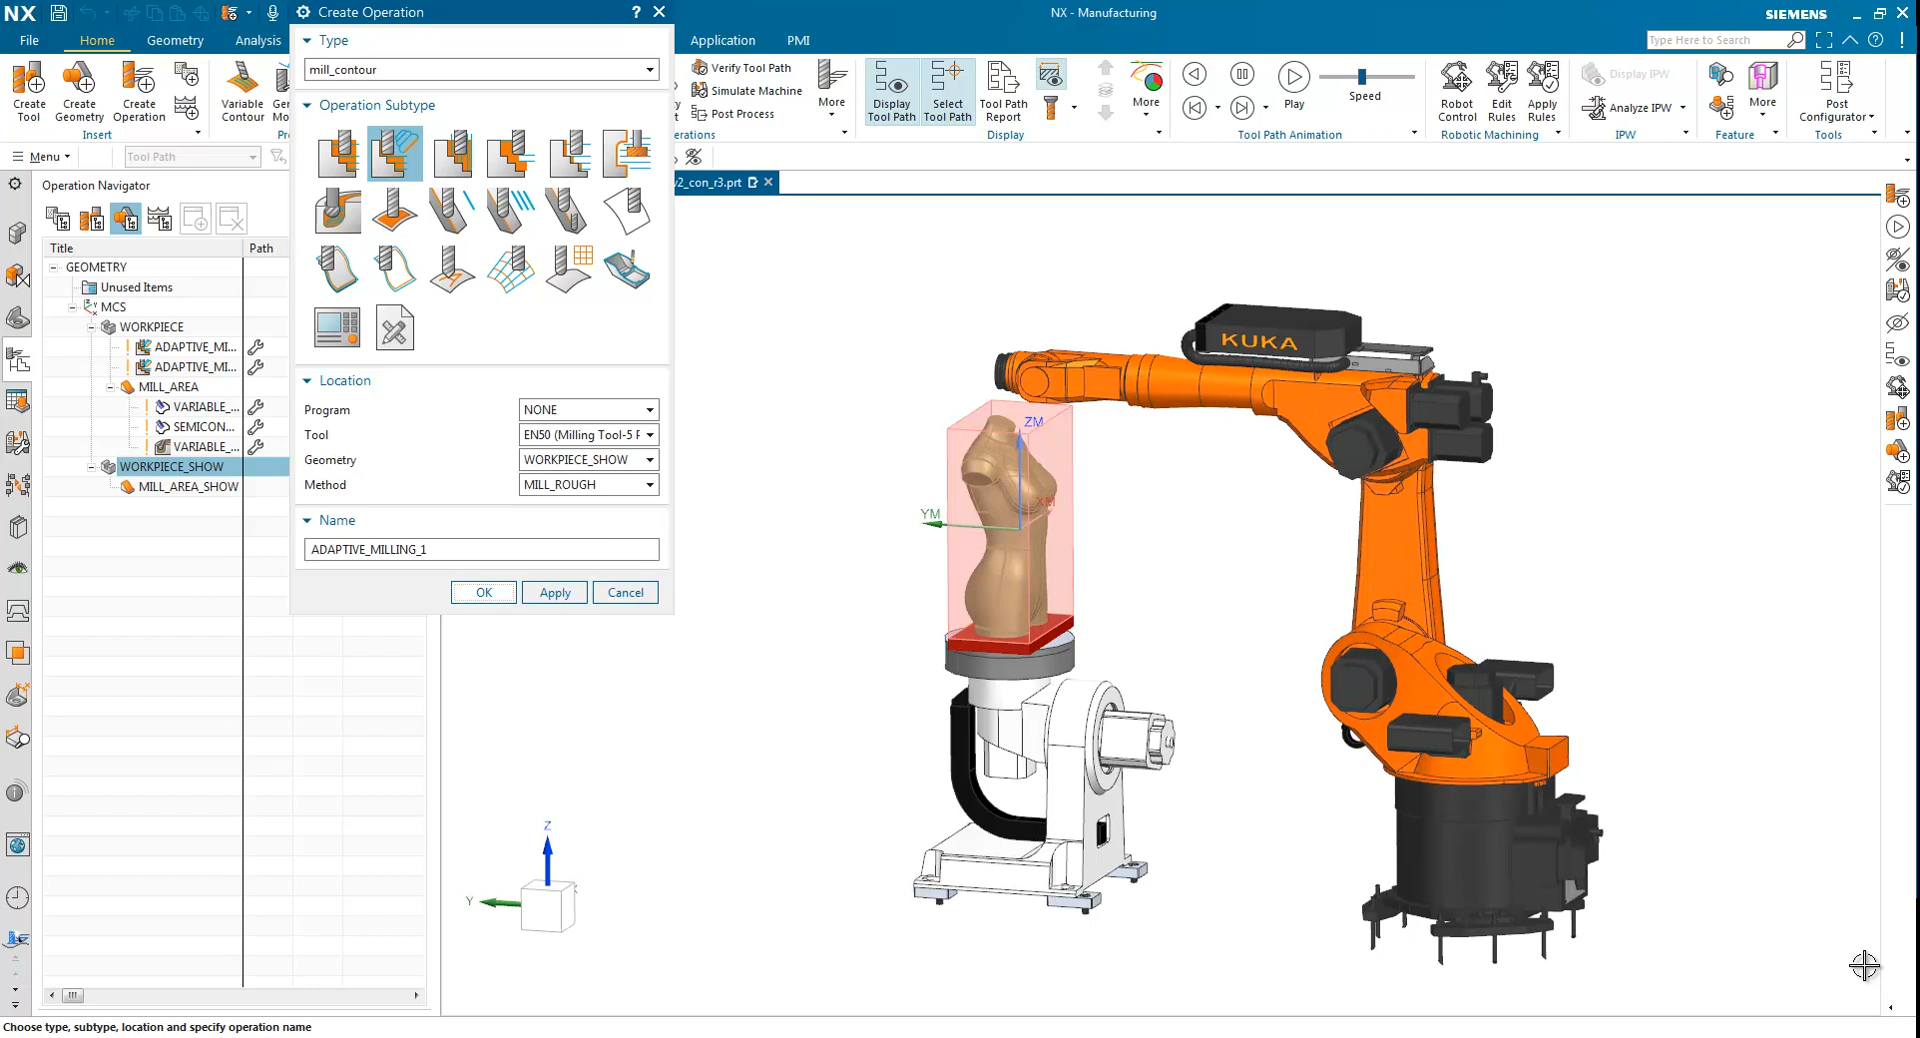 NX
Create Operation
NX - Manufacturing
SIEMENS
File
Home
Geometry
Analysis
Application
PMI
Type Here to Search
Create Tool
Create Geometry
Create Operation
Variable Contour
Insert
Verify Tool Path
Simulate Machine
Post Process
More
Display Tool Path
Select Tool Path
Tool Path Report
More
Display
Play
Speed
Tool Path Animation
Robot Control
Edit Rules
Apply Rules
Robotic Machining
Display IPW
Analyze IPW
IPW
More
Feature
Post Configurator
Tools
Menu
Tool Path
v2_con_r3.prt
Type
mill_contour
Operation Subtype
Location
Program
NONE
Tool
EN50 (Milling Tool-5 P
Geometry
WORKPIECE_SHOW
Method
MILL_ROUGH
Name
ADAPTIVE_MILLING_1
OK
Apply
Cancel
Operation Navigator
Title
Path
GEOMETRY
Unused Items
MCS
WORKPIECE
ADAPTIVE_MI...
ADAPTIVE_MI...
MILL_AREA
VARIABLE_...
SEMICON...
VARIABLE_...
WORKPIECE_SHOW
MILL_AREA_SHOW
KUKA
ZM
XM
YM
Z
Y
Choose type, subtype, location and specify operation name